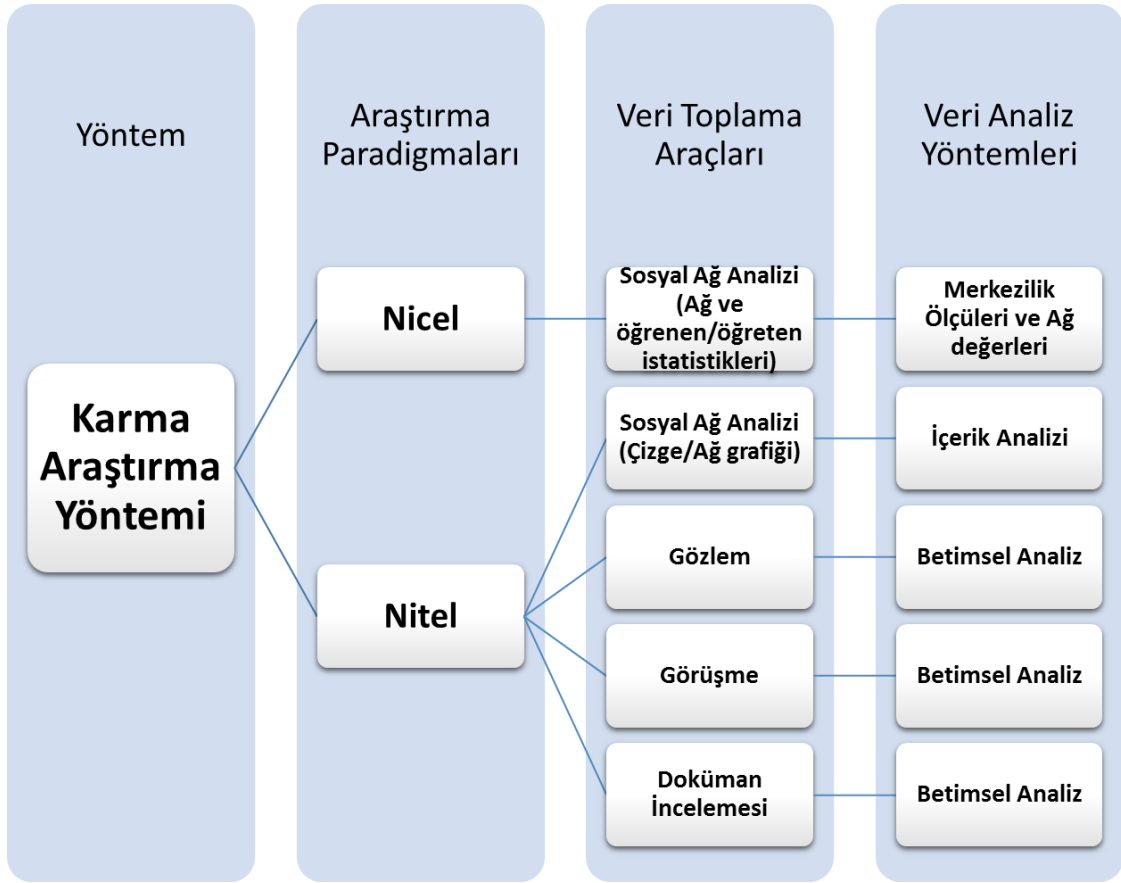 Yöntem
Araştırma
Paradigmaları
Veri Toplama
Araçları
Veri Analiz
Yöntemleri
Karma
Araştırma
Yöntemi
Nicel
Sosyal Ağ Analizi
(Ağ ve
öğrenen/öğreten
istatistikleri)
Merkezilik
Ölçüleri ve Ağ
değerleri
Nitel
Sosyal Ağ Analizi
(Çizge/Ağ grafiği)
İçerik Analizi
Gözlem
Betimsel Analiz
Görüşme
Betimsel Analiz
Doküman
İncelemesi
Betimsel Analiz